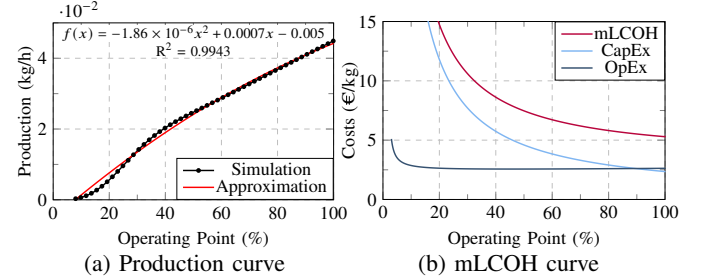 ·10⁻²
f(x) = −1.86 × 10⁻⁶x² + 0.0007x − 0.005
R² = 0.9943
Production (kg/h)
4
2
0
0 20 40 60 80 100
Operating Point (%)
Simulation
Approximation
(a) Production curve
Costs (€/kg)
15
10
5
0
0 20 40 60 80 100
Operating Point (%)
mLCOH
CapEx
OpEx
(b) mLCOH curve